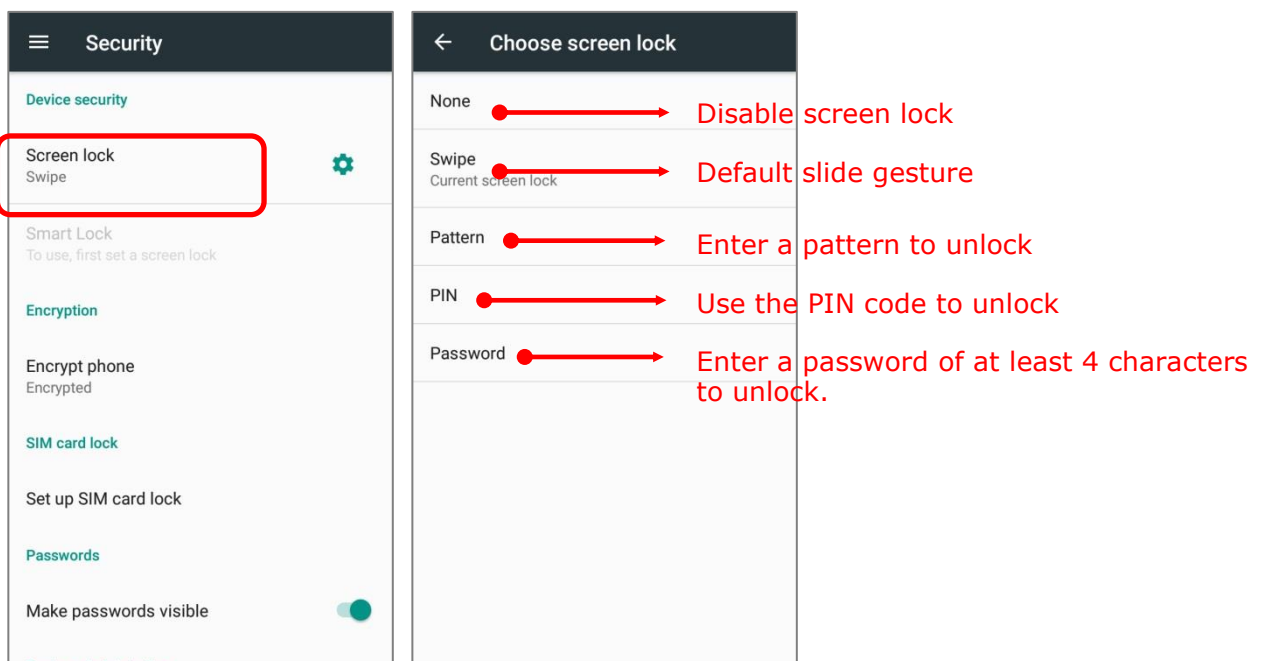 Security
Device security
Screen lock
Swipe
Smart Lock
To use, first set a screen lock
Encryption
Encrypt phone
Encrypted
SIM card lock
Set up SIM card lock
Passwords
Make passwords visible
Choose screen lock
None
Disable screen lock
Swipe
Current screen lock
Default slide gesture
Pattern
Enter a pattern to unlock
PIN
Use the PIN code to unlock
Password
Enter a password of at least 4 characters
to unlock.